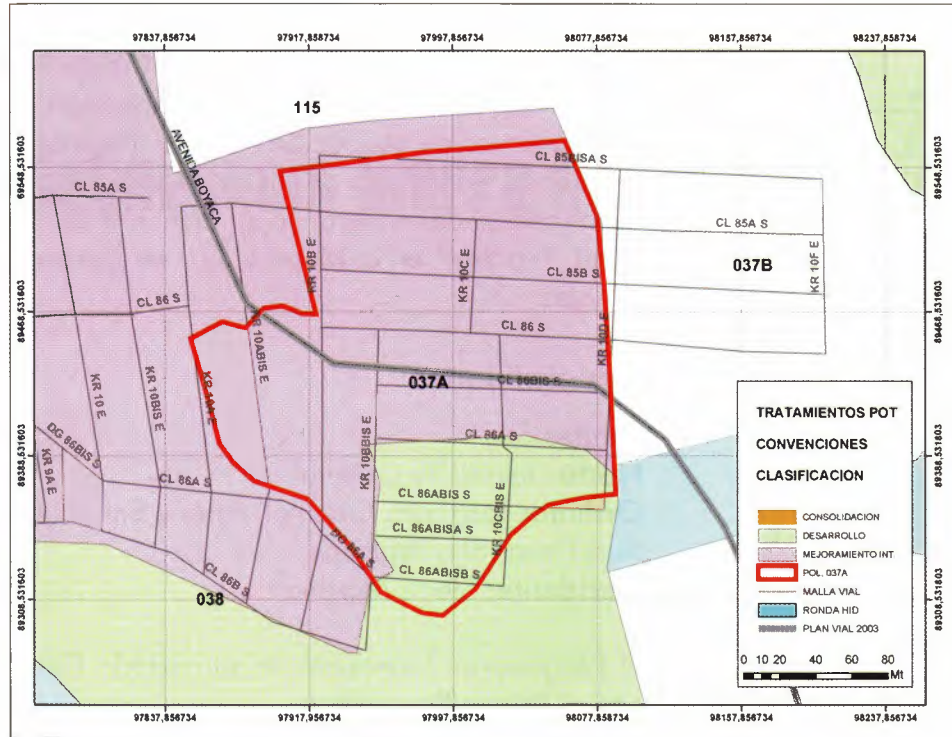 97837,856734 97917,858734 97997,856734 98077,856734 98157,856734 98237,858734
115
AVENIDA BOYACA
CL 85BISA S
CL 85A S
CL 85A S
KR 10B E
KR 10C E
CL 85B S
037B
KR 10F E
CL 86 S
KR 10ABIS E
CL 86 S
KR 10D E
KR 10 E
KR 10BIS E
KR 10A E
037A
CL 86BIS S
DG 86BIS S
KR 9A E
CL 86A S
KR 10BBIS E
CL 86A S
CL 86ABIS S
KR 10CBIS E
CL 86ABISA S
DG 86A S
CL 86ABISB S
CL 86B S
038
89548,531603
89468,531603
89388,531603
89308,531603
89548,531603
89468,531603
89388,531603
89308,531603
TRATAMIENTOS POT
CONVENCIONES
CLASIFICACION
CONSOLIDACION
DESARROLLO
MEJORAMIENTO INT.
POL. 037A
MALLA VIAL
RONDA HID
PLAN VIAL 2003
0 10 20 40 60 80
Mt
97837,856734 97917,956734 97997,856734 98077,856734 98157,856734 98237,856734